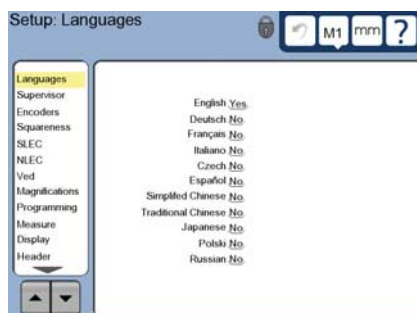 Setup: Languages
M1 mm ?
Languages
Supervisor
Encoders
Squareness
SLEC
NLEC
Ved
Magnifications
Programming
Measure
Display
Header
English Yes.
Deutsch No.
Français No.
Italiano No.
Czech No.
Español No.
Simplifed Chinese No.
Traditional Chinese No.
Japanese No.
Polski No.
Russian No.